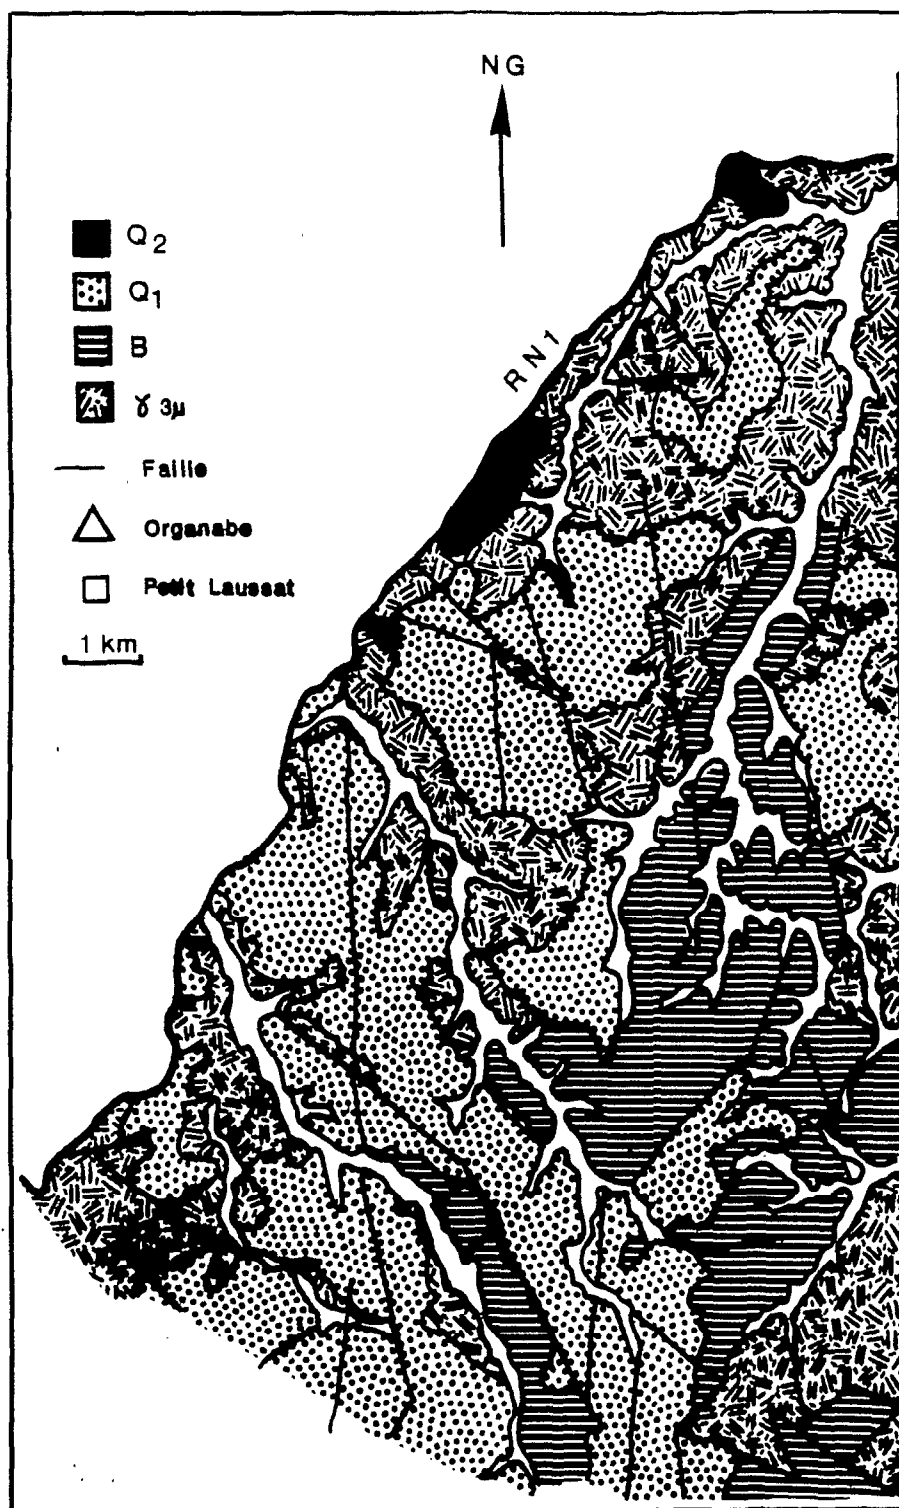 NG
Q2
Q1
B
RN1
γ 3μ
Faille
Organabe
Petit Laussat
1 km